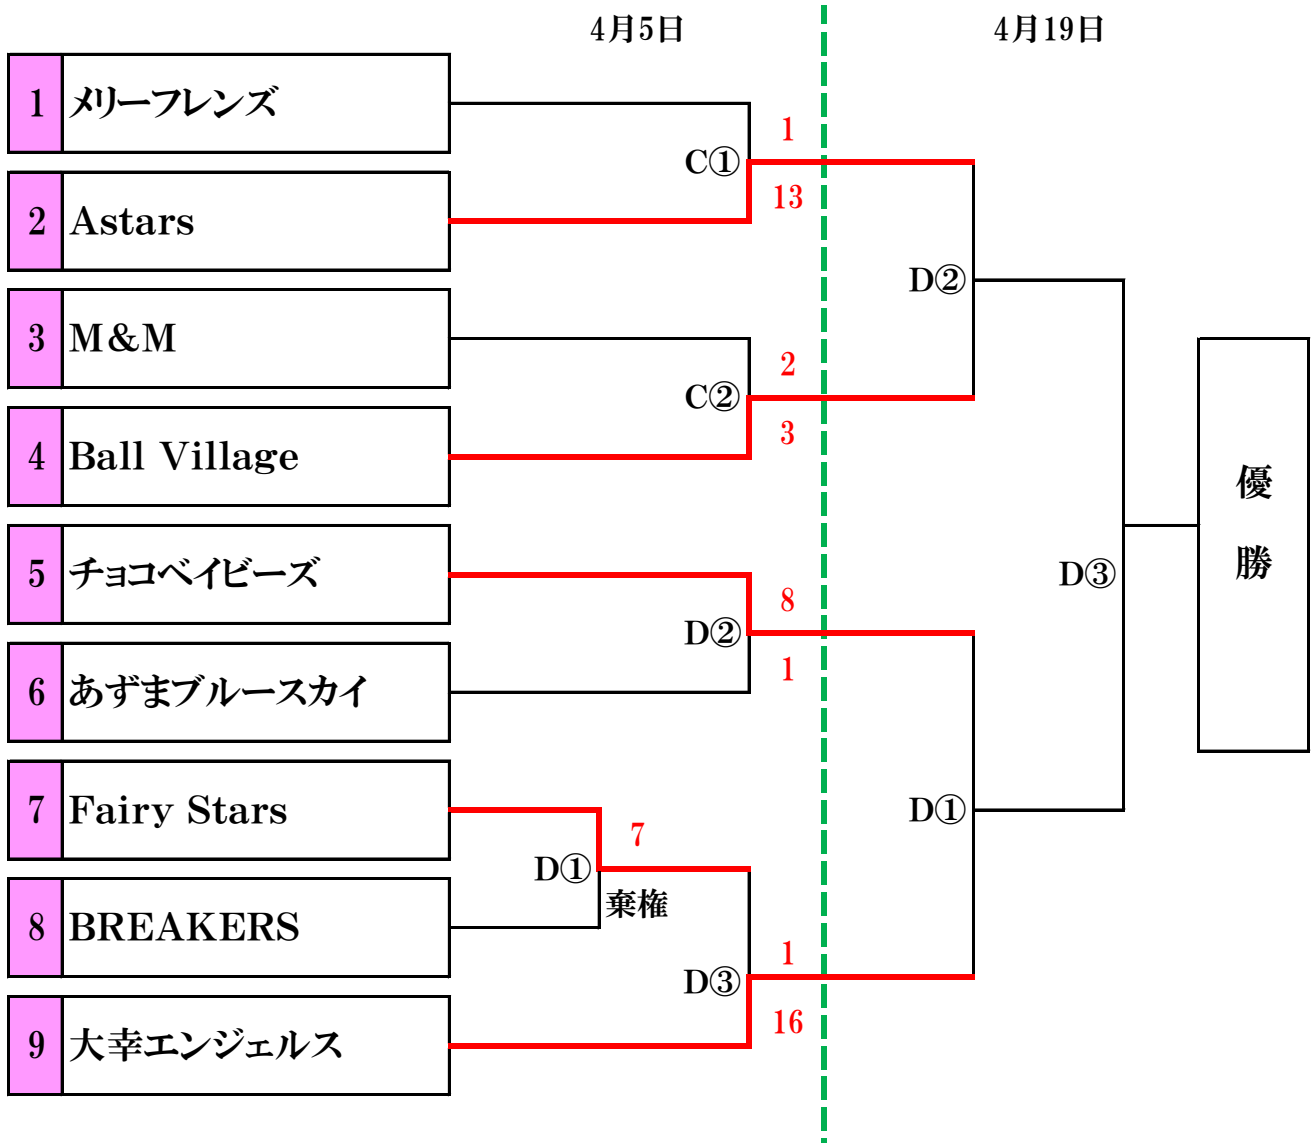 4月5日
4月19日
1 メリーフレンズ
1
C①
13
2 Astars
D②
3 M&M
2
C②
3
4 Ball Village
優
勝
5 チョコベイビーズ
8
D③
D②
1
6 あずまブルースカイ
7 Fairy Stars
7
D①
D①
棄権
8 BREAKERS
1
D③
16
9 大幸エンジェルス